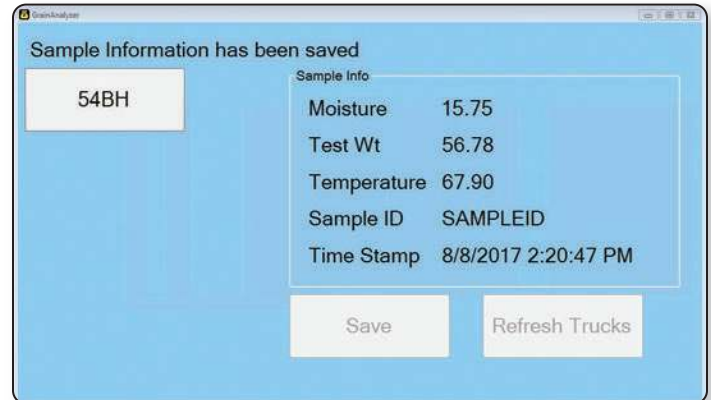 GrainAnalyser
Sample Information has been saved
54BH
Sample Info
Moisture 15.75
Test Wt 56.78
Temperature 67.90
Sample ID SAMPLEID
Time Stamp 8/8/2017 2:20:47 PM
Save Refresh Trucks